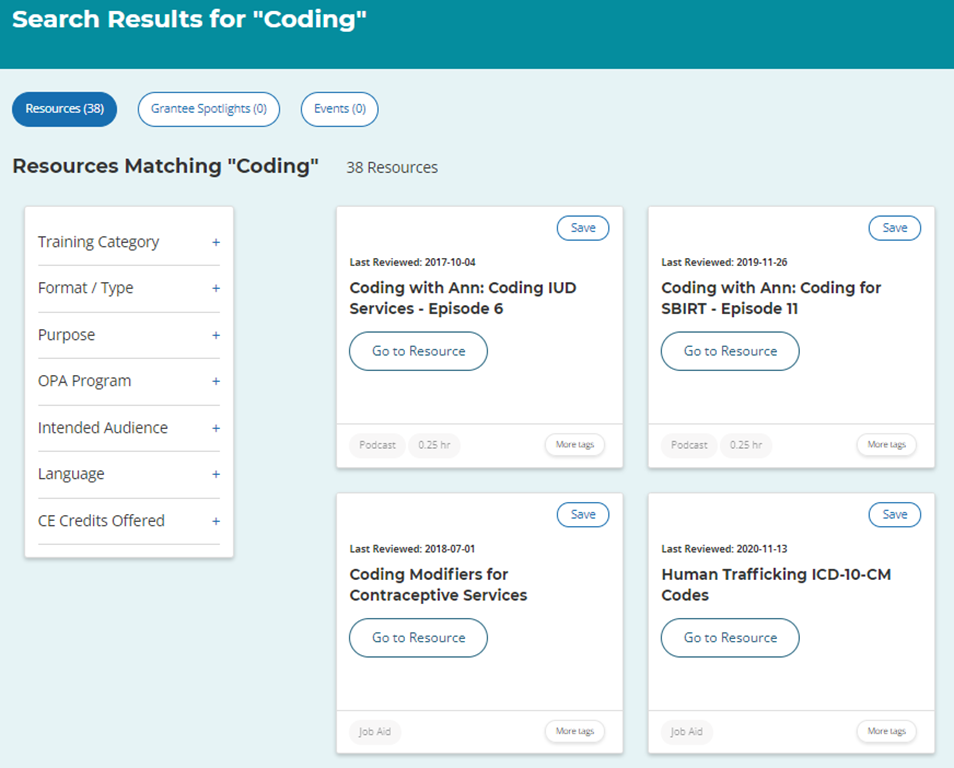 Search Results for "Coding"
Resources (38)
Grantee Spotlights (0)
Events (0)
Resources Matching "Coding"
38 Resources
Training Category +
Format / Type +
Purpose +
OPA Program +
Intended Audience +
Language +
CE Credits Offered +
Save
Last Reviewed: 2017-10-04
Coding with Ann: Coding IUD
Services - Episode 6
Go to Resource
Podcast
0.25 hr
More tags
Save
Last Reviewed: 2019-11-26
Coding with Ann: Coding for
SBIRT - Episode 11
Go to Resource
Podcast
0.25 hr
More tags
Save
Last Reviewed: 2018-07-01
Coding Modifiers for
Contraceptive Services
Go to Resource
Job Aid
More tags
Save
Last Reviewed: 2020-11-13
Human Trafficking ICD-10-CM
Codes
Go to Resource
Job Aid
More tags